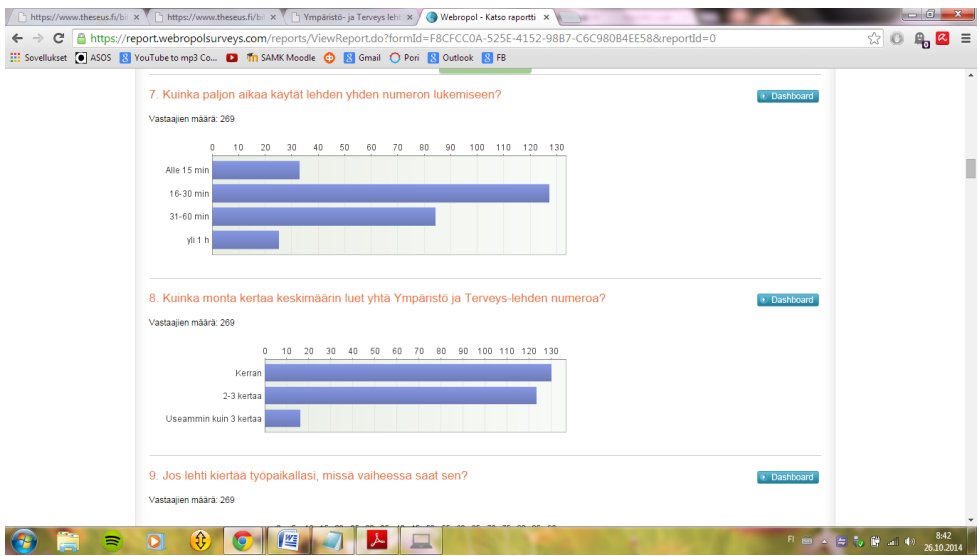 https://www.theseus.fi/bi
https://www.theseus.fi/bi
Ympäristö- ja Terveys leht
Webropol - Katso raportti
https://report.webropolsurveys.com/reports/ViewReport.do?formId=F8CFCC0A-525E-4152-98B7-C6C980B4EE58&reportId=0
Sovellukset ASOS YouTube to mp3 Co... SAMK Moodle Gmail Pori Outlook FB
7. Kuinka paljon aikaa käytät lehden yhden numeron lukemiseen?
Dashboard
Vastaajien määrä: 269
0 10 20 30 40 50 60 70 80 90 100 110 120 130
Alle 15 min
16-30 min
31-60 min
yli 1 h
8. Kuinka monta kertaa keskimäärin luet yhtä Ympäristö ja Terveys-lehden numeroa?
Dashboard
Vastaajien määrä: 269
0 10 20 30 40 50 60 70 80 90 100 110 120 130
Kerran
2-3 kertaa
Useammin kuin 3 kertaa
9. Jos lehti kiertää työpaikallasi, missä vaiheessa saat sen?
Dashboard
Vastaajien määrä: 269
FI
8:42
26.10.2014